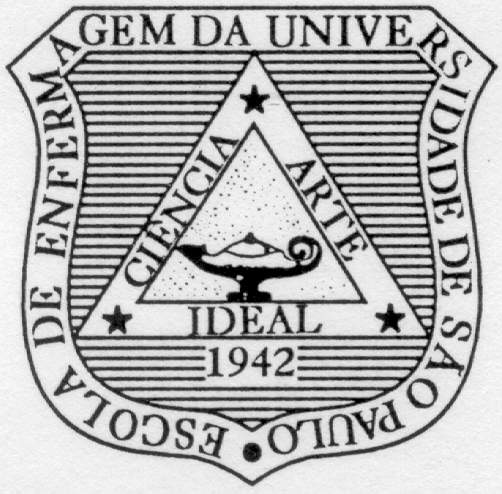 ESCOLA DE ENFERMAGEM DA UNIVERSIDADE DE SÃO PAULO
CIÊNCIA
ARTE
IDEAL
1942